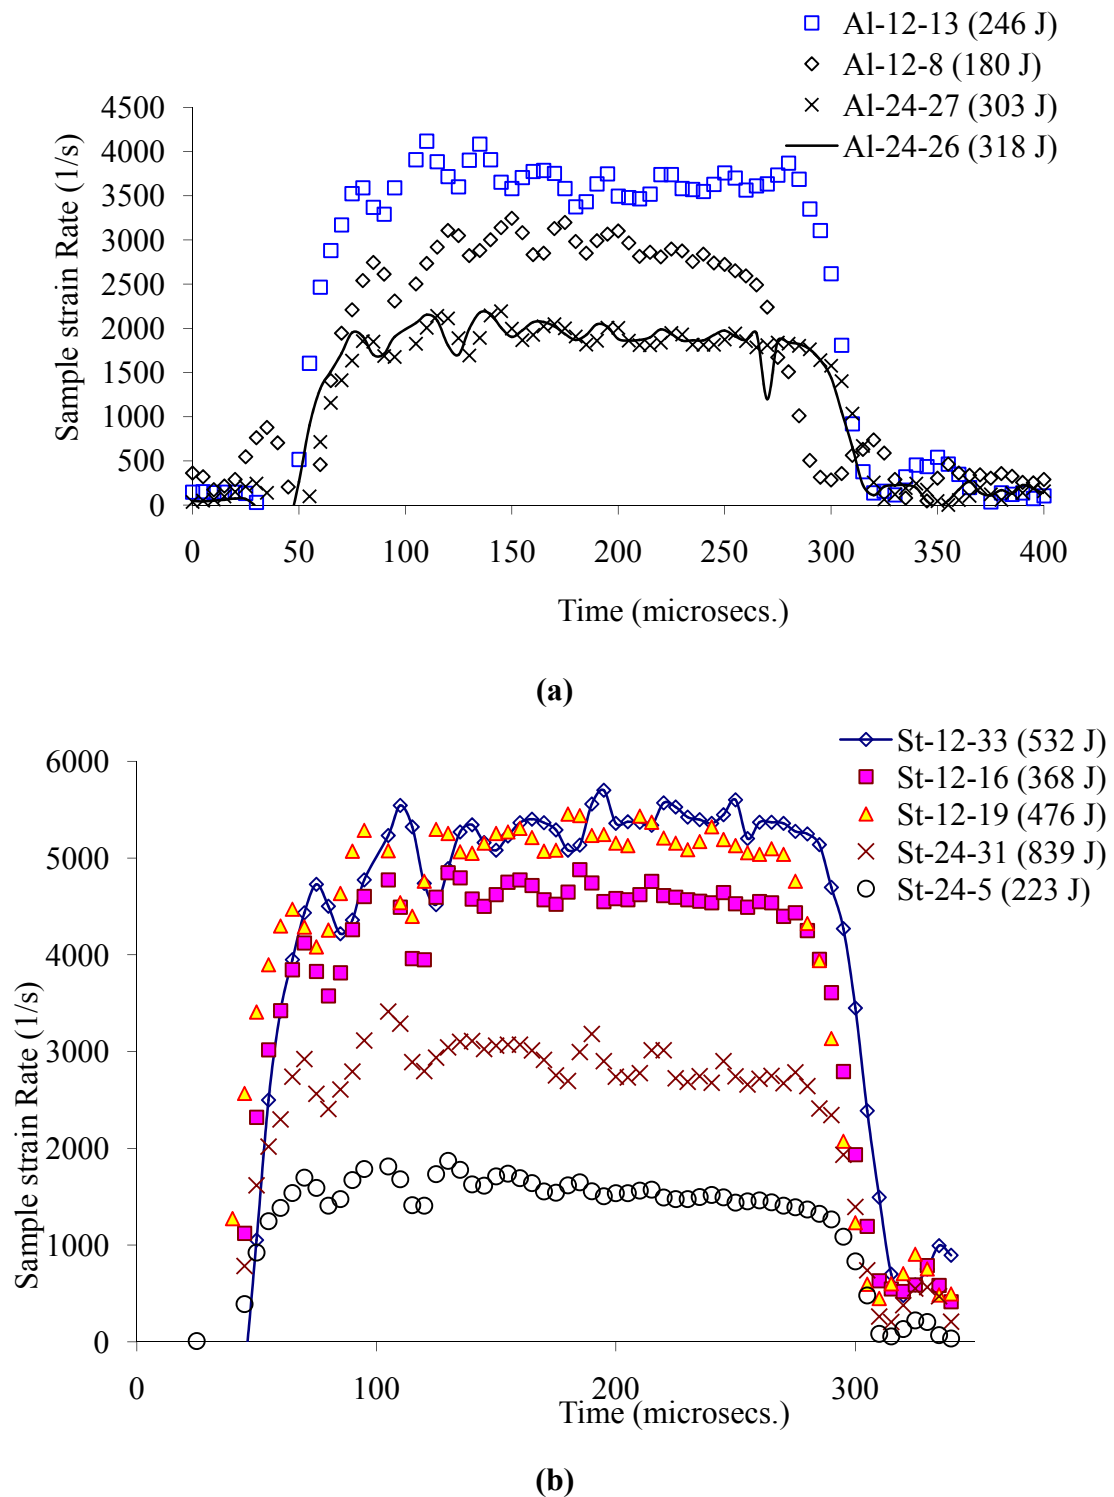 Al-12-13 (246 J)
Al-12-8 (180 J)
Al-24-27 (303 J)
Al-24-26 (318 J)
Sample strain Rate (1/s)
4500
4000
3500
3000
2500
2000
1500
1000
500
0
0 50 100 150 200 250 300 350 400
Time (microsecs.)
(a)
St-12-33 (532 J)
St-12-16 (368 J)
St-12-19 (476 J)
St-24-31 (839 J)
St-24-5 (223 J)
Sample strain Rate (1/s)
6000
5000
4000
3000
2000
1000
0
0 100 200 300
Time (microsecs.)
(b)